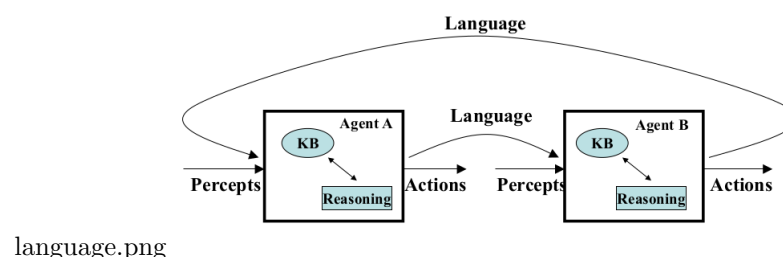 Language
Language
Agent A
Agent B
KB
KB
Percepts
Actions
Percepts
Actions
Reasoning
Reasoning
language.png